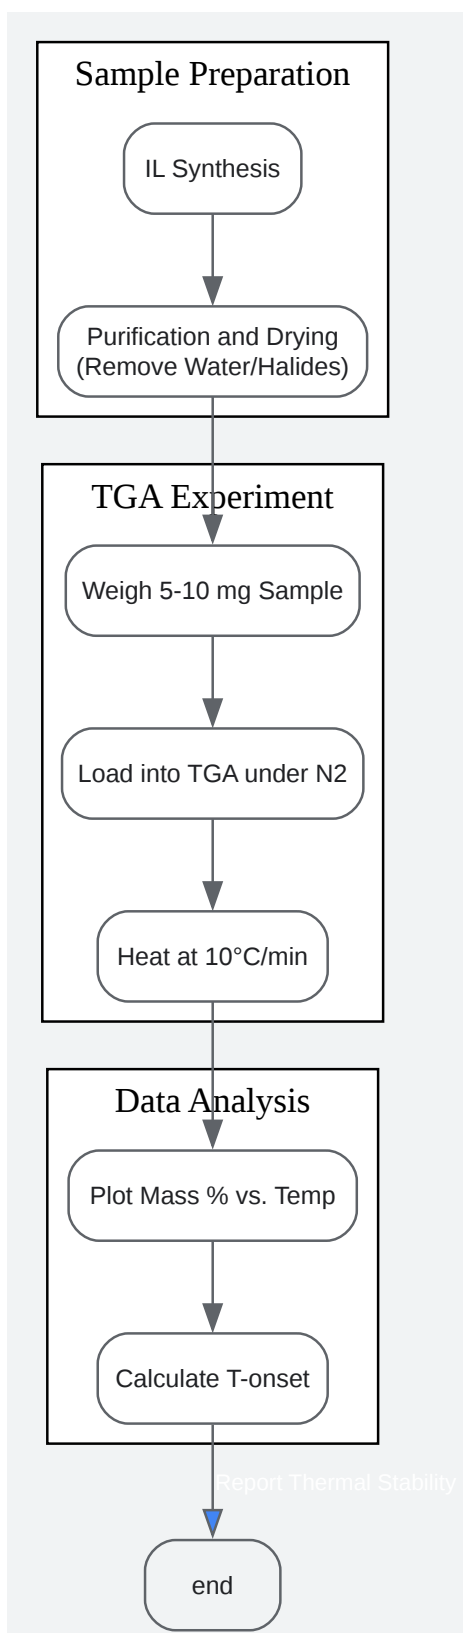 Sample Preparation
IL Synthesis
Purification and Drying
(Remove Water/Halides)
TGA Experiment
Weigh 5-10 mg Sample
Load into TGA under N2
Heat at 10°C/min
Data Analysis
Plot Mass % vs. Temp
Calculate T-onset
Report Thermal Stability
end